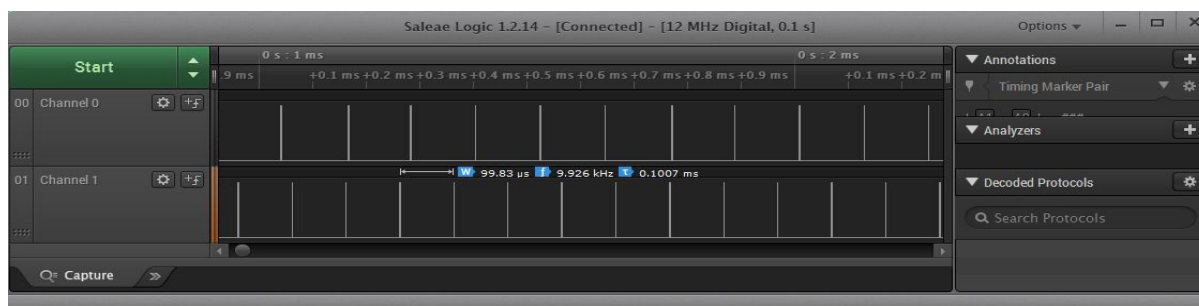 Saleae Logic 1.2.14 - [Connected] - [12 MHz Digital, 0.1 s]
Options
Start
0 s : 1 ms
0 s : 2 ms
.9 ms
+0.1 ms +0.2 ms +0.3 ms +0.4 ms +0.5 ms +0.6 ms +0.7 ms +0.8 ms +0.9 ms
+0.1 ms +0.2 m
Annotations
Timing Marker Pair
Analyzers
Decoded Protocols
Search Protocols
00 Channel 0
01 Channel 1
W 99.83 µs f 9.926 kHz T 0.1007 ms
Capture